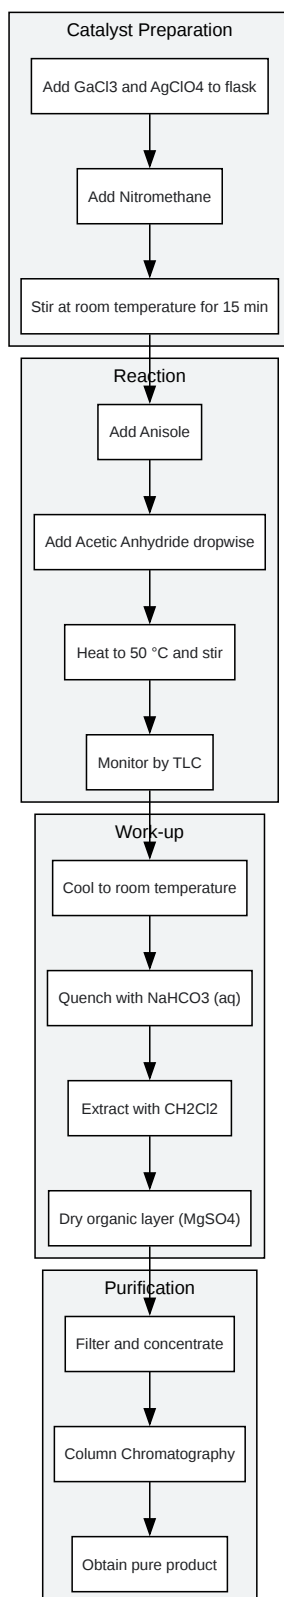 Catalyst Preparation
Add GaCl3 and AgClO4 to flask
Add Nitromethane
Stir at room temperature for 15 min
Reaction
Add Anisole
Add Acetic Anhydride dropwise
Heat to 50 °C and stir
Monitor by TLC
Work-up
Cool to room temperature
Quench with NaHCO3 (aq)
Extract with CH2Cl2
Dry organic layer (MgSO4)
Purification
Filter and concentrate
Column Chromatography
Obtain pure product